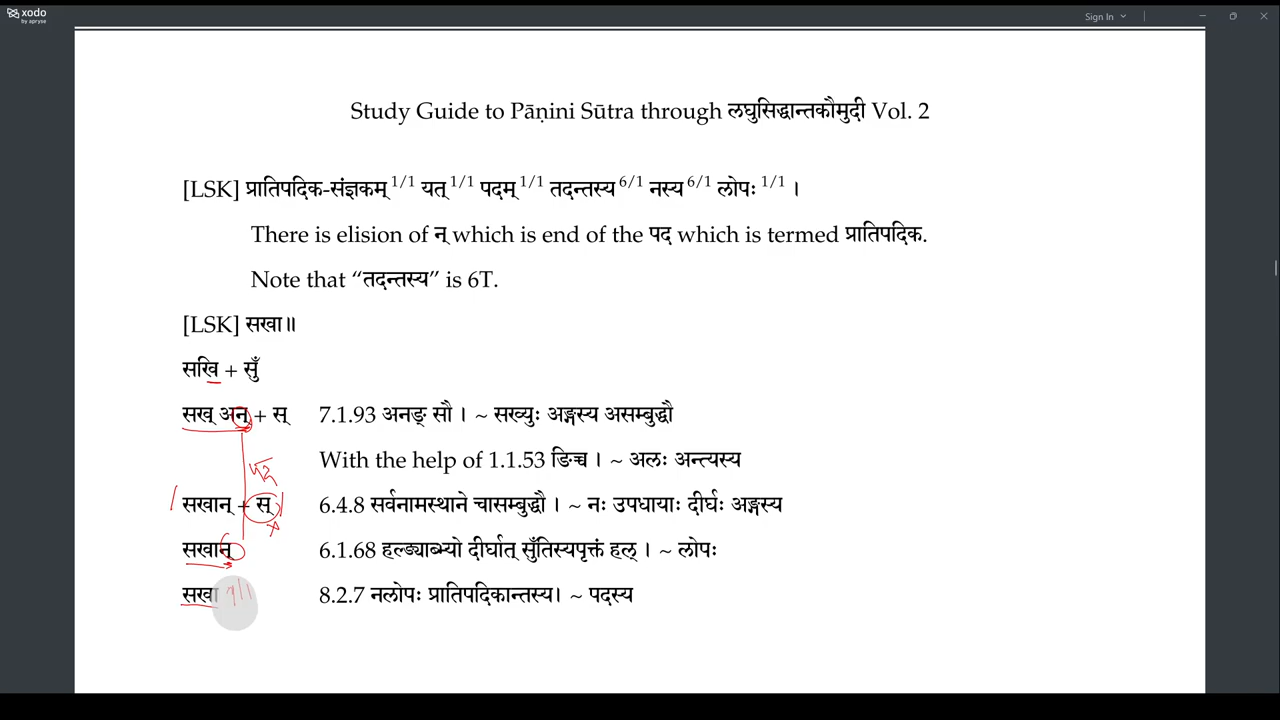 xodo
by apryse
Sign In
Study Guide to Pāṇini Sūtra through लघुसिद्धान्तकौमुदी Vol. 2
[LSK] प्रातिपदिक-संज्ञकम् 1/1 यत् 1/1 पदम् 1/1 तदन्तस्य 6/1 नस्य 6/1 लोपः 1/1 ।
There is elision of न् which is end of the पद which is termed प्रातिपदिक.
Note that “तदन्तस्य” is 6T.
[LSK] सखा॥
सखि + सुँ
सख् अन् + स् 7.1.93 अनङ् सौ । ~ सख्युः अङ्गस्य असम्बुद्धौ
With the help of 1.1.53 ङिच्च । ~ अलः अन्त्यस्य
पद
सखान् + स् 6.4.8 सर्वनामस्थाने चासम्बुद्धौ । ~ नः उपधायाः दीर्घः अङ्गस्य
सखान् 6.1.68 हल्ङ्याब्भ्यो दीर्घात् सुँतिस्यपृक्तं हल् । ~ लोपः
सखा 1/1 8.2.7 नलोपः प्रातिपदिकान्तस्य। ~ पदस्य